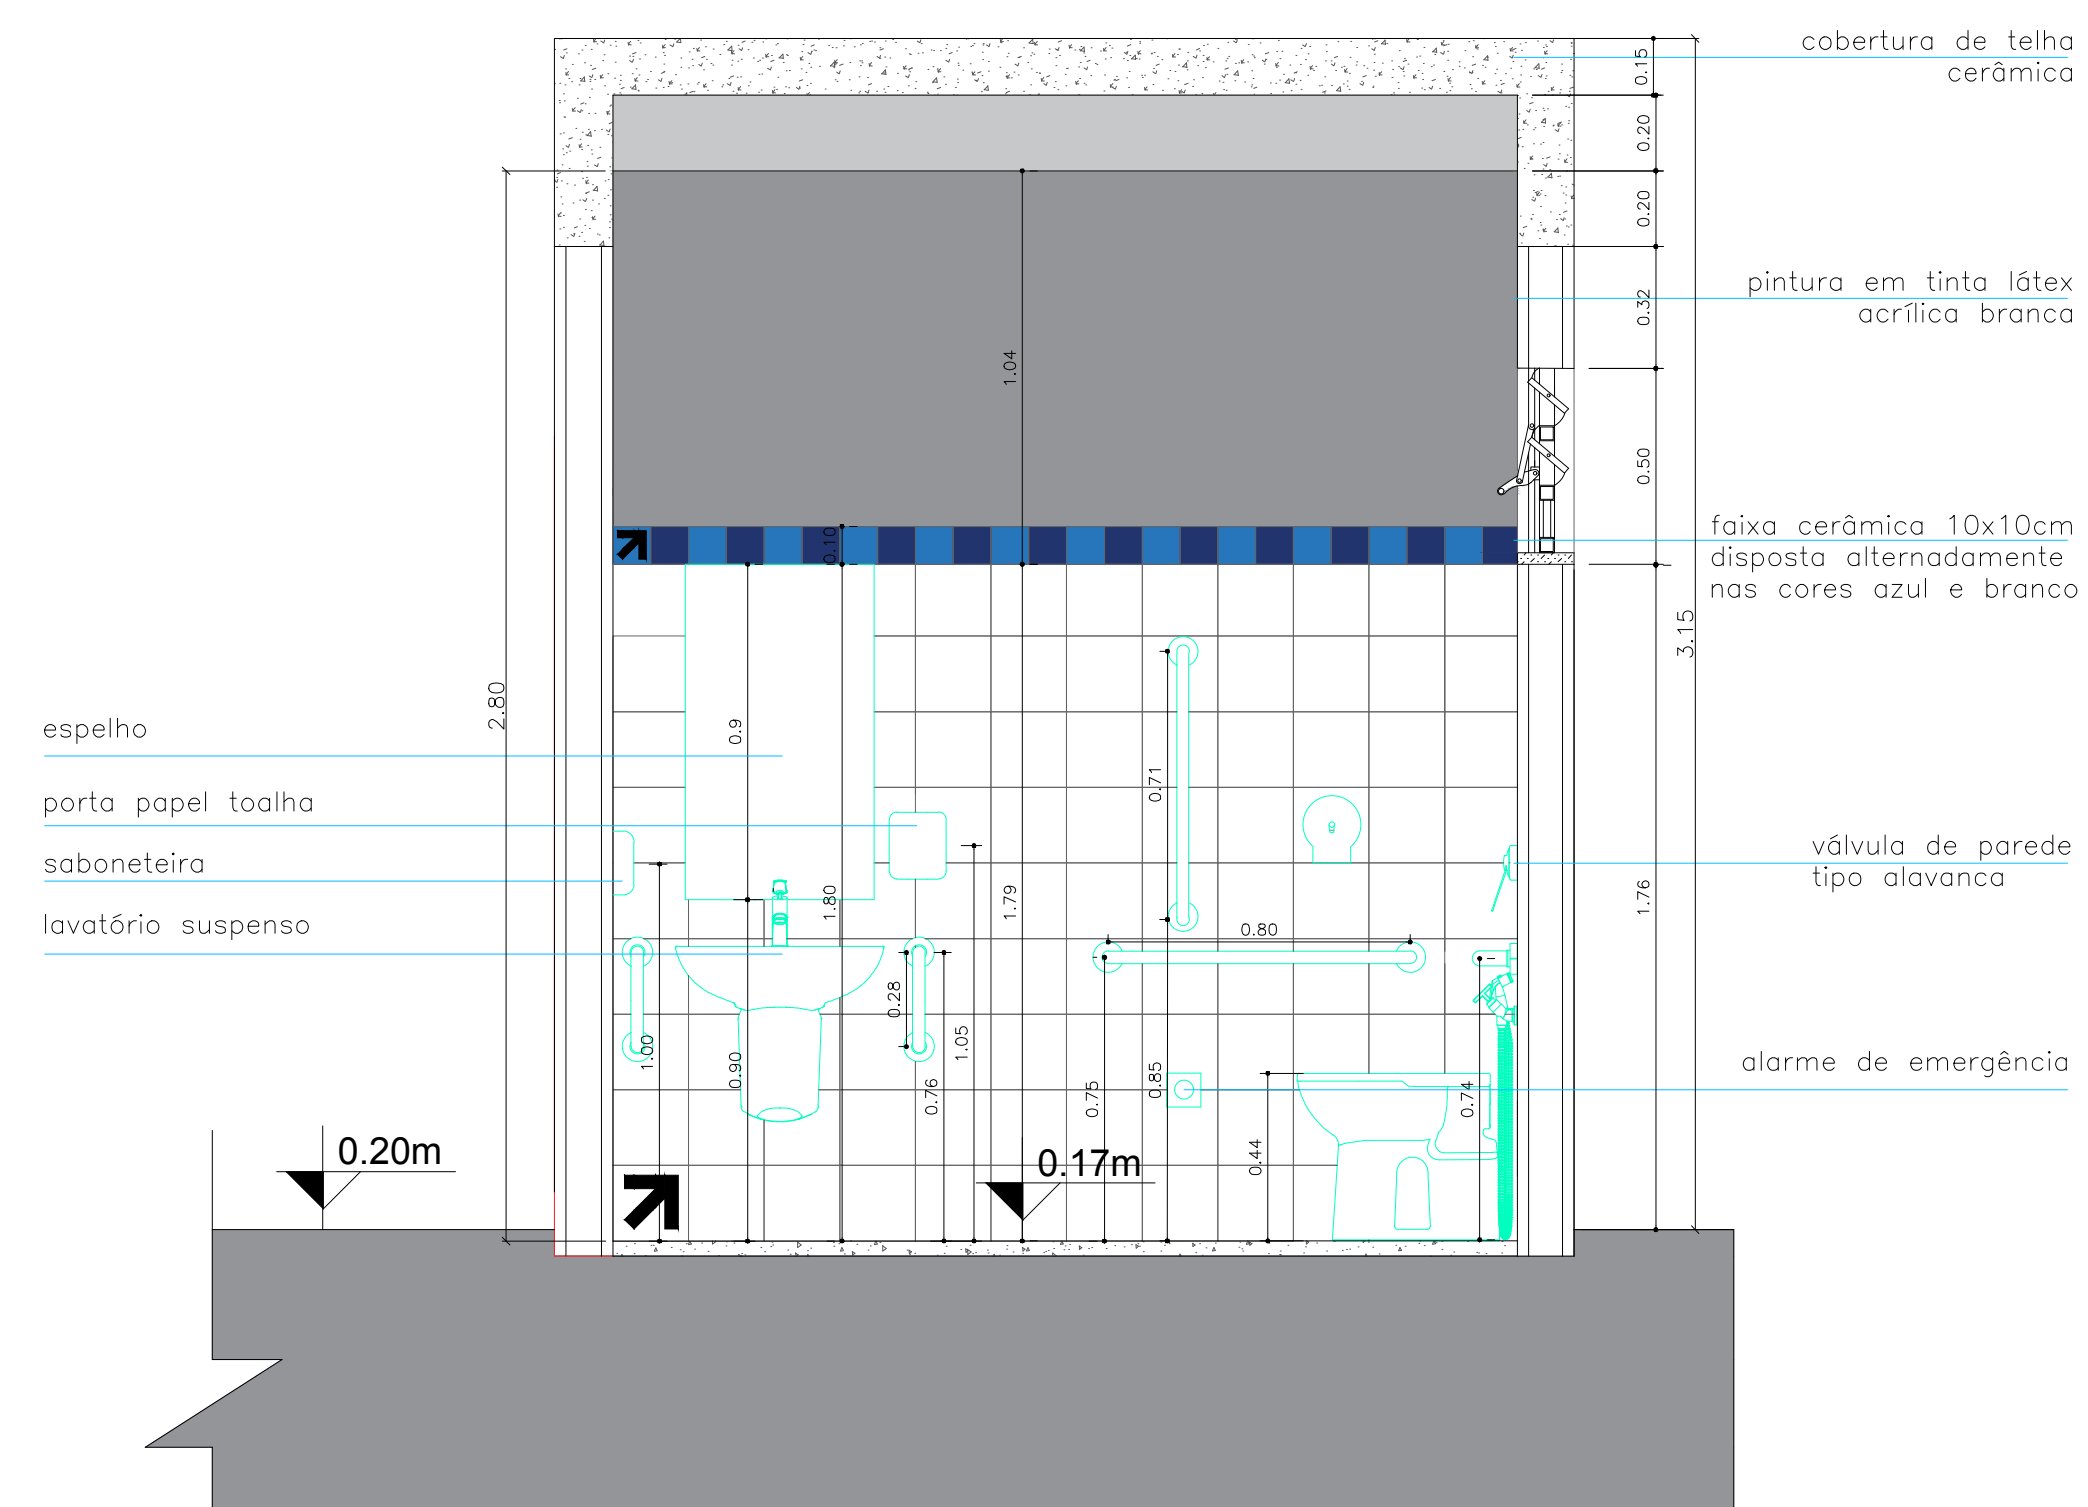 cobertura de telha
cerâmica
0.15
0.20
0.20
pintura em tinta látex
acrílica branca
0.32
1.04
0.50
0.10
faixa cerâmica 10x10cm
disposta alternadamente
nas cores azul e branco
3.15
2.80
espelho
0.9
0.71
porta papel toalha
saboneteira
válvula de parede
tipo alavanca
1.80
1.79
1.76
lavatório suspenso
0.80
0.28
1.00
0.90
1.05
0.76
0.75
0.85
0.74
alarme de emergência
0.44
0.20m
0.17m